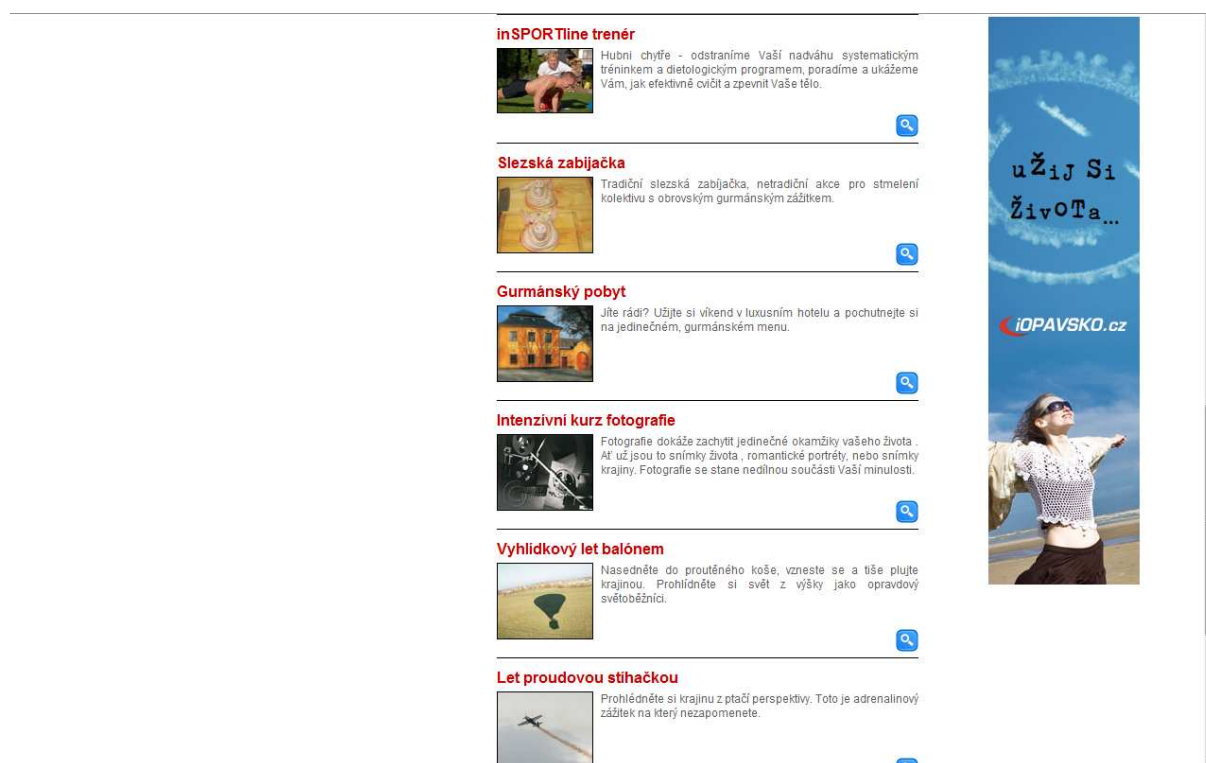 inSPORTline trenér
Hubni chytře - odstraníme Vaší nadváhu systematickým
tréninkem a dietologickým programem, poradíme a ukážeme
Vám, jak efektivně cvičit a zpevnit Vaše tělo.
Slezská zabijačka
Tradiční slezská zabíjačka, netradiční akce pro stmelení
kolektivu s obrovským gurmánským zážitkem.
Gurmánský pobyt
Jíte rádi? Užijte si víkend v luxusním hotelu a pochutnejte si
na jedinečném, gurmánském menu.
Intenzivní kurz fotografie
Fotografie dokáže zachytit jedinečné okamžiky vašeho života .
Ať už jsou to snímky života , romantické portréty, nebo snímky
krajiny. Fotografie se stane nedílnou součásti Vaší minulosti.
Vyhlídkový let balónem
Nasedněte do proutěného koše, vzneste se a tiše plujte
krajinou. Prohlídněte si svět z výšky jako opravdový
světoběžníci.
Let proudovou stíhačkou
Prohlédněte si krajinu z ptačí perspektivy. Toto je adrenalinový
zážitek na který nezapomenete.
uŽiJ Si
ŽivoTa...
iOPAVSKO.cz